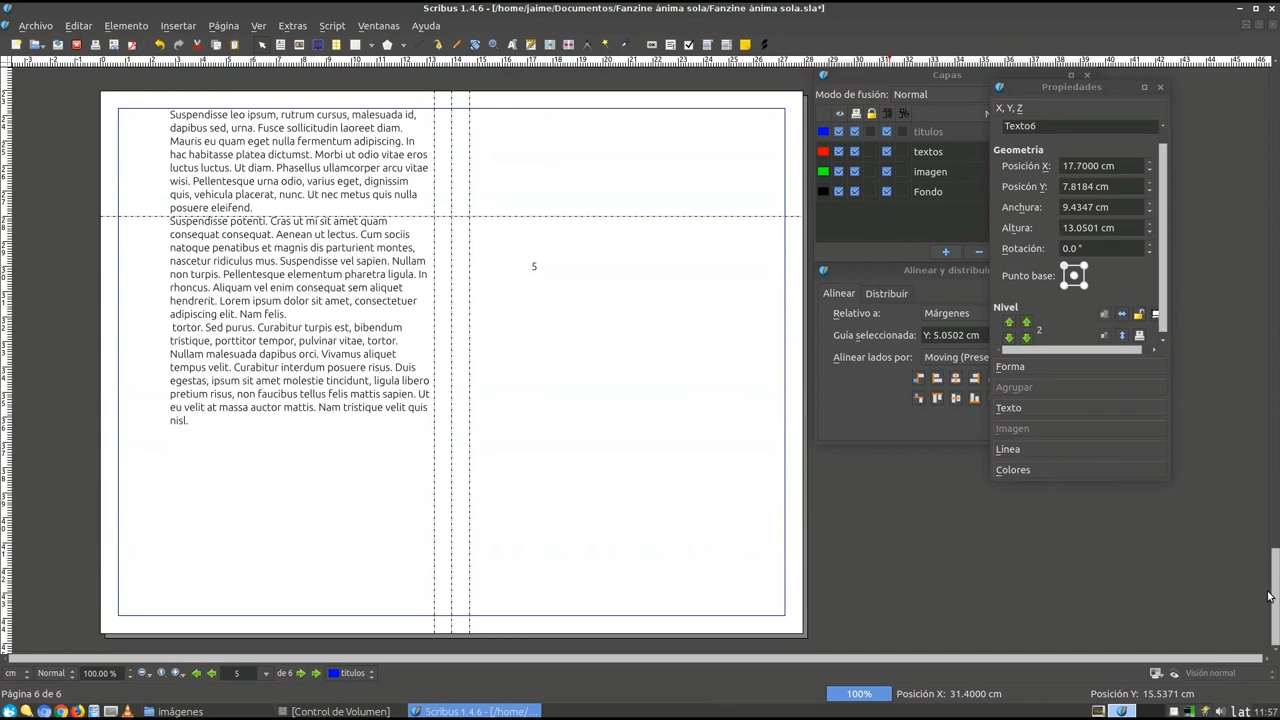 Scribus 1.4.6 - [/home/jaime/Documentos/Fanzine ànima sola/Fanzine ànima sola.sla*]
Archivo Editar Elemento Insertar Página Ver Extras Script Ventanas Ayuda
Capas
Modo de fusión: Normal
títulos
textos
imagen
Fondo
Alinear y distribuir
Alinear Distribuir
Relativo a: Márgenes
Guía seleccionada: Y: 5.0502 cm
Alinear lados por: Moving (Prese
Propiedades
X, Y, Z
Texto6
Geometría
Posición X: 17.7000 cm
Posicón Y: 7.8184 cm
Anchura: 9.4347 cm
Altura: 13.0501 cm
Rotación: 0.0 °
Punto base:
Nivel
2
Forma
Agrupar
Texto
Imagen
Línea
Colores
Suspendisse leo ipsum, rutrum cursus, malesuada id,
dapibus sed, urna. Fusce sollicitudin laoreet diam.
Mauris eu quam eget nulla fermentum adipiscing. In
hac habitasse platea dictumst. Morbi ut odio vitae eros
luctus luctus. Ut diam. Phasellus ullamcorper arcu vitae
wisi. Pellentesque urna odio, varius eget, dignissim
quis, vehicula placerat, nunc. Ut nec metus quis nulla
posuere eleifend.
Suspendisse potenti. Cras ut mi sit amet quam
consequat consequat. Aenean ut lectus. Cum sociis
natoque penatibus et magnis dis parturient montes,
nascetur ridiculus mus. Suspendisse vel sapien. Nullam
non turpis. Pellentesque elementum pharetra ligula. In
rhoncus. Aliquam vel enim consequat sem aliquet
hendrerit. Lorem ipsum dolor sit amet, consectetuer
adipiscing elit. Nam felis.
tortor. Sed purus. Curabitur turpis est, bibendum
tristique, porttitor tempor, pulvinar vitae, tortor.
Nullam malesuada dapibus orci. Vivamus aliquet
tempus velit. Curabitur interdum posuere risus. Duis
egestas, ipsum sit amet molestie tincidunt, ligula libero
pretium risus, non faucibus tellus felis mattis sapien. Ut
eu velit at massa auctor mattis. Nam tristique velit quis
nisl.
5
cm Normal 100.00 % 5 de 6 títulos Visión normal
Página 6 de 6 100% Posición X: 31.4000 cm Posición Y: 15.5371 cm
imágenes [Control de Volumen] Scribus 1.4.6 - [/home/... lat 11:57